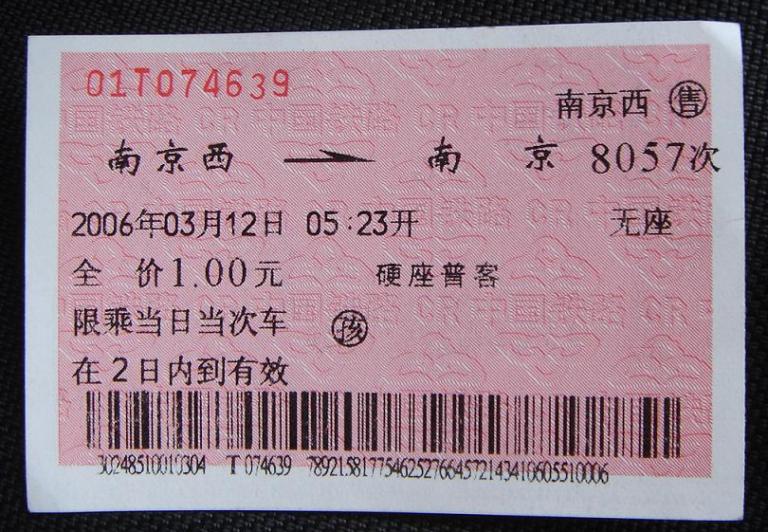 01T074639
南京西 售
南京西 南京 8057次
2006年03月12日 05:23开 无座
全 价1.00元 硬座普客
限乘当日当次车 孩
在2日内到有效